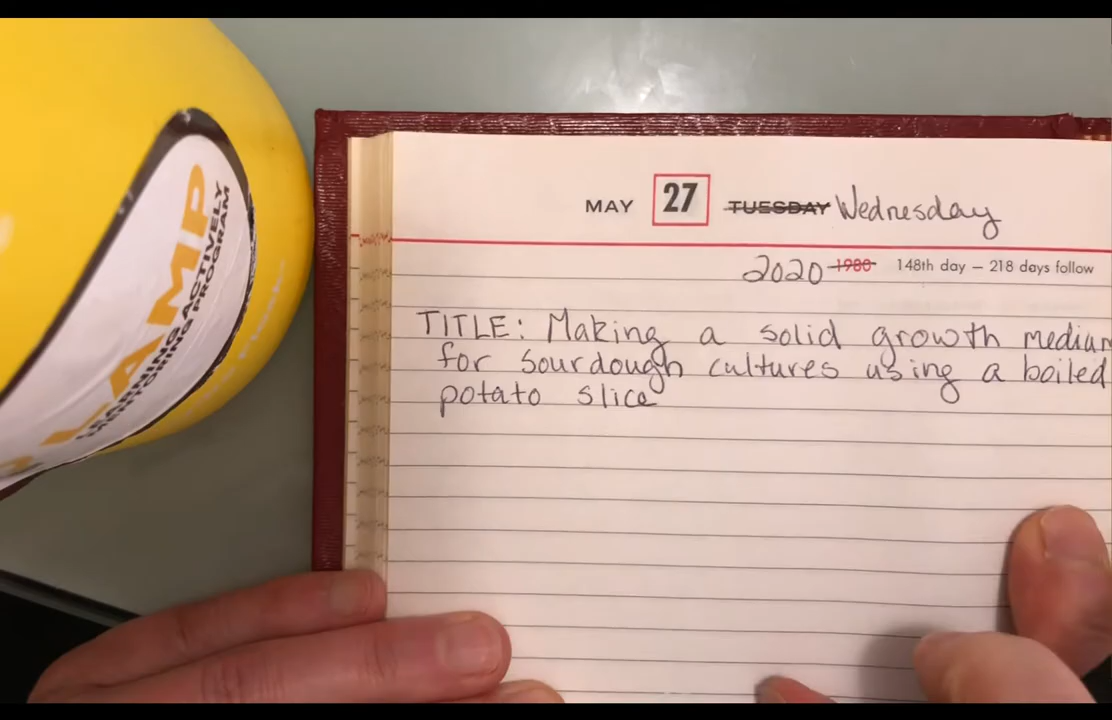 LAMP
LEARNING ACTIVELY
MENTORING PROGRAM
MAY 27 TUESDAY Wednesday
2020 1980 148th day — 218 days follow
TITLE: Making a solid growth medium
for sourdough cultures using a boiled
potato slice